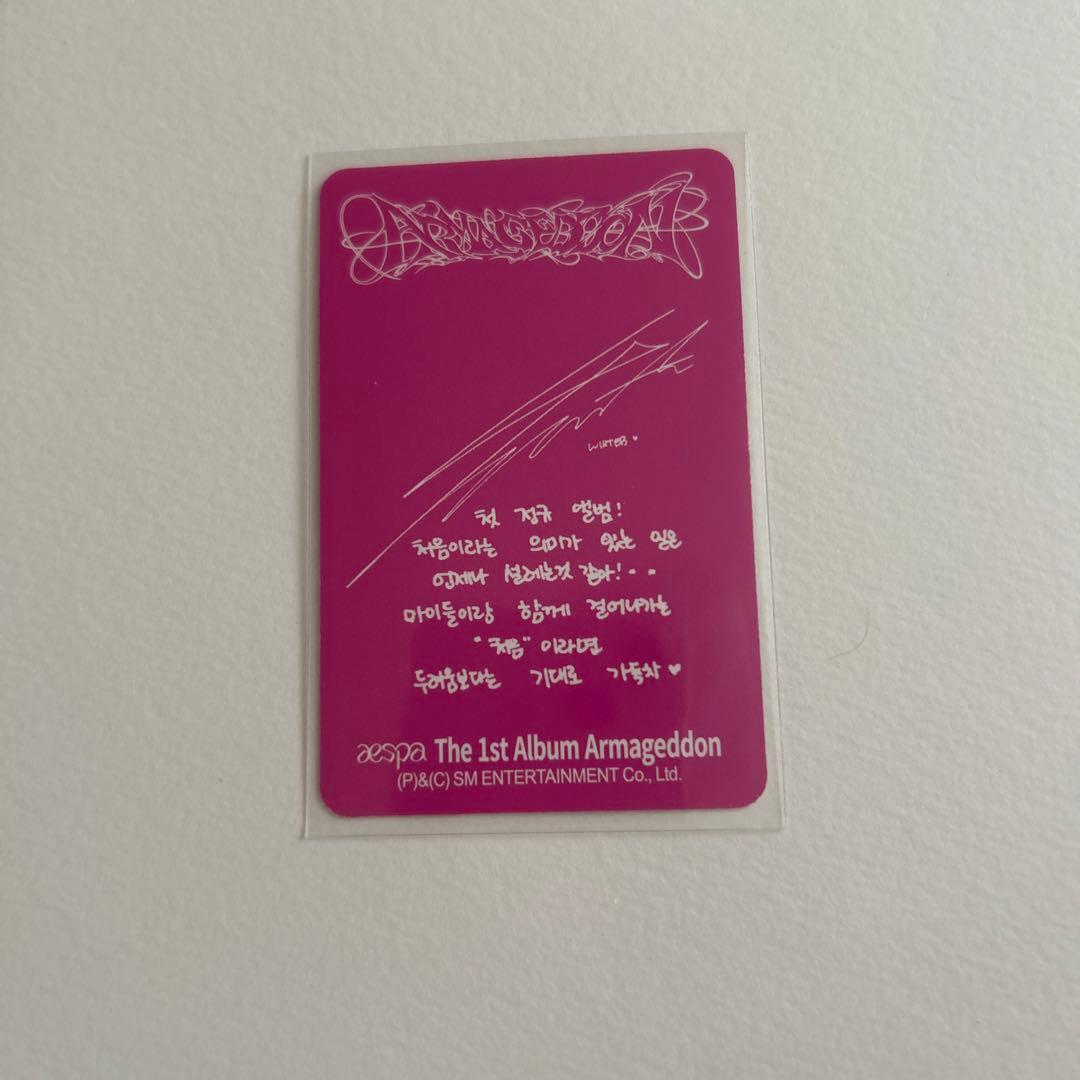 ARMAGEDDON
WINTER
첫 정규 앨범!
처음이라는 의미가 있는 일은
언제나 설레는것 같아!··
마이들이랑 함께 걸어나가는
"처음" 이라면
두려움보다는 기대로 가득차 ♥
aespa The 1st Album Armageddon
(P)&(C) SM ENTERTAINMENT Co., Ltd.